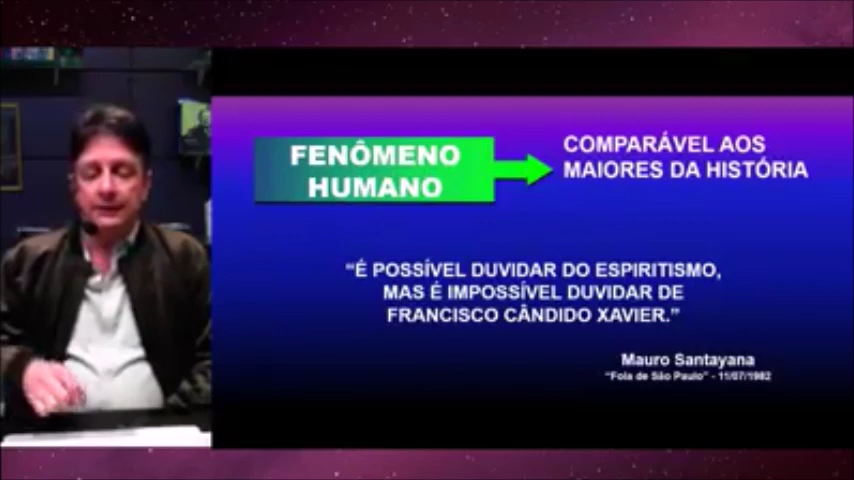 FENÔMENO
HUMANO
COMPARÁVEL AOS
MAIORES DA HISTÓRIA
“É POSSÍVEL DUVIDAR DO ESPIRITISMO,
MAS É IMPOSSÍVEL DUVIDAR DE
FRANCISCO CÂNDIDO XAVIER.”
Mauro Santayana
“Fola de São Paulo” - 11/07/1982